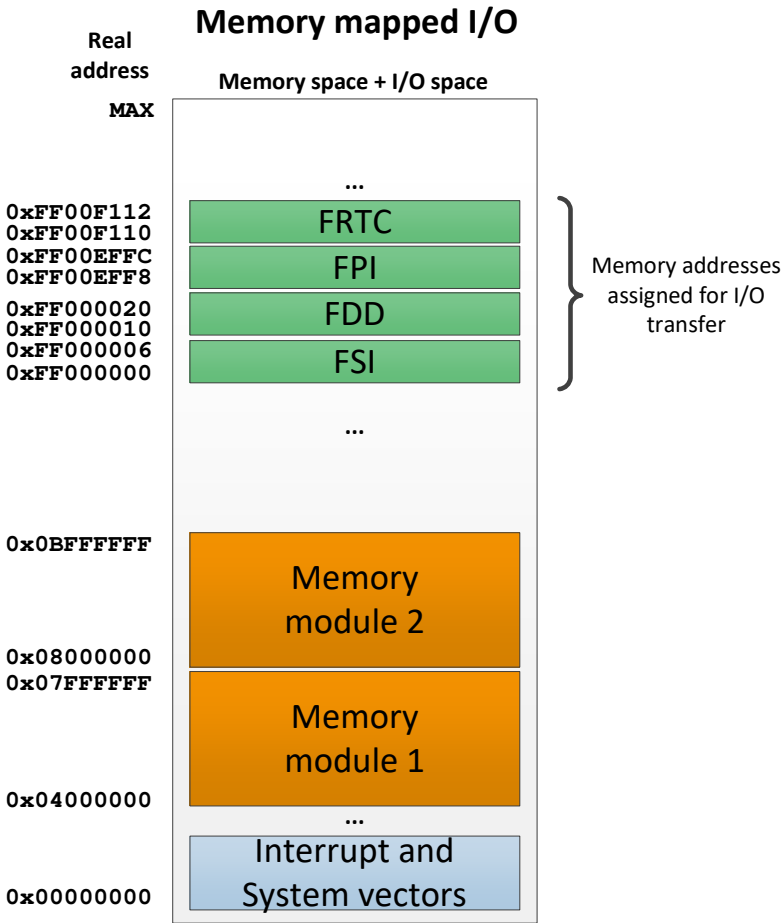 Memory mapped I/O
Real
address
Memory space + I/O space
MAX
...
0xFF00F112
FRTC
0xFF00F110
0xFF00EFFC
FPI
0xFF00EFF8
0xFF000020
FDD
0xFF000010
0xFF000006
FSI
0xFF000000
Memory addresses
assigned for I/O
transfer
...
0x0BFFFFFF
Memory
module 2
0x08000000
0x07FFFFFF
Memory
module 1
0x04000000
...
Interrupt and
System vectors
0x00000000